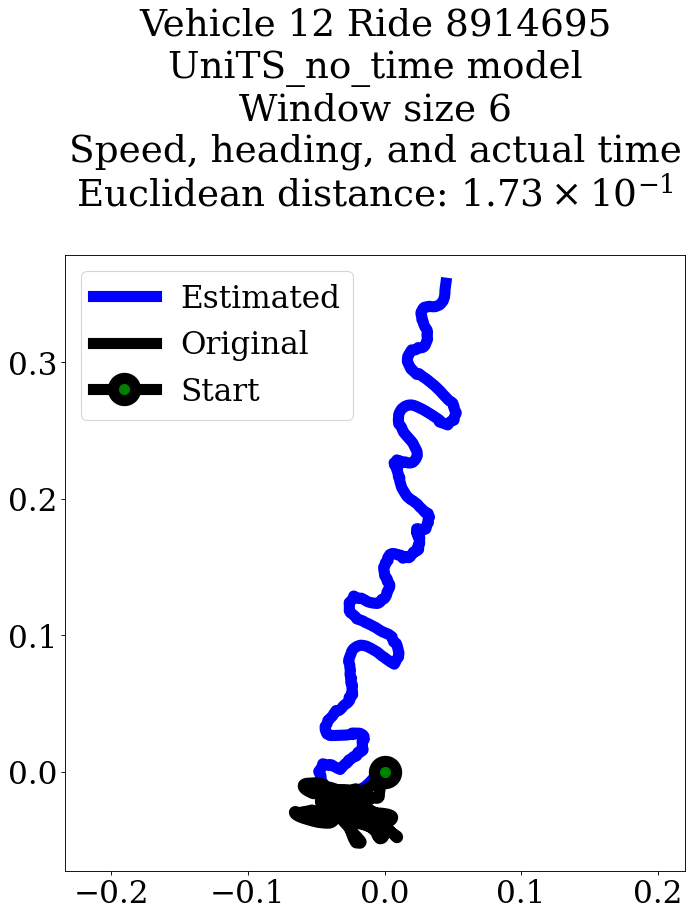 Vehicle 12 Ride 8914695
UniTS_no_time model
Window size 6
Speed, heading, and actual time
Euclidean distance: 1.73 × 10⁻¹
Estimated
Original
Start
0.3
0.2
0.1
0.0
−0.2 −0.1 0.0 0.1 0.2